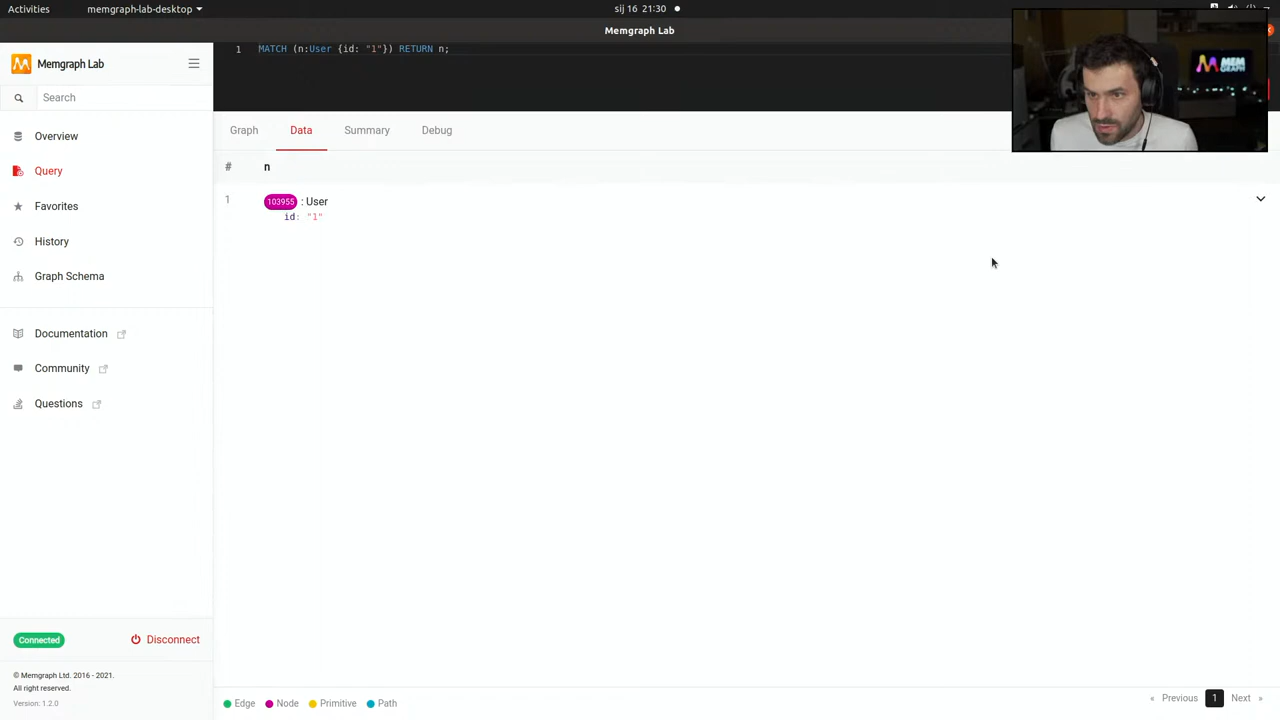 Activities
memgraph-lab-desktop
sij 16 21:30
Memgraph Lab
Memgraph Lab
Search
Overview
Query
Favorites
History
Graph Schema
Documentation
Community
Questions
Connected
Disconnect
© Memgraph Ltd. 2016 - 2021.
All right reserved.
Version: 1.2.0
1 MATCH (n:User {id: "1"}) RETURN n;
Graph Data Summary Debug
# n
1 103955 : User
id: "1"
Edge Node Primitive Path
« Previous 1 Next »
MEM
GRAPH